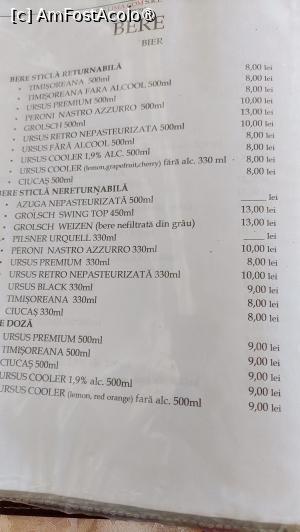 [c] AmFostAcolo®
BERE
BIER
BERE STICLĂ RETURNABILĂ
• TIMIȘOREANA 500ml 8,00 lei
• TIMIȘOREANA FARA ALCOOL 500ml 8,00 lei
• URSUS PREMIUM 500ml 8,00 lei
• PERONI NASTRO AZZURRO 500ml 10,00 lei
• GROLSCH 500ml 13,00 lei
• URSUS RETRO NEPASTEURIZATA 500ml 10,00 lei
• URSUS FĂRĂ ALCOOL 500ml 8,00 lei
• URSUS COOLER 1,9% ALC. 500ml 8,00 lei
• URSUS COOLER (lemon,grapefruit,cherry) fără alc. 330 ml 8,00 lei
• CIUCAȘ 500ml 8,00 lei
BERE STICLĂ NERETURNABILĂ
• AZUGA NEPASTEURIZATĂ 500ml ____ lei
• GRÖLSCH SWING TOP 450ml 13,00 lei
• GROLSCH WEIZEN (bere nefiltrată din grâu) 13,00 lei
• PILSNER URQUELL 330ml ____ lei
• PERONI NASTRO AZZURRO 330ml 10,00 lei
• URSUS PREMIUM 330ml 8,00 lei
URSUS RETRO NEPASTEURIZATĂ 330ml 10,00 lei
URSUS BLACK 330ml 9,00 lei
TIMIȘOREANA 330ml 8,00 lei
CIUCAȘ 330ml 8,00 lei
E DOZĂ
URSUS PREMIUM 500ml 9,00 lei
TIMIȘOREANA 500ml 9,00 lei
CIUCAȘ 500ml 9,00 lei
URSUS COOLER 1,9% alc. 500ml 9,00 lei
URSUS COOLER (lemon, red orange) fară alc. 500ml 9,00 lei